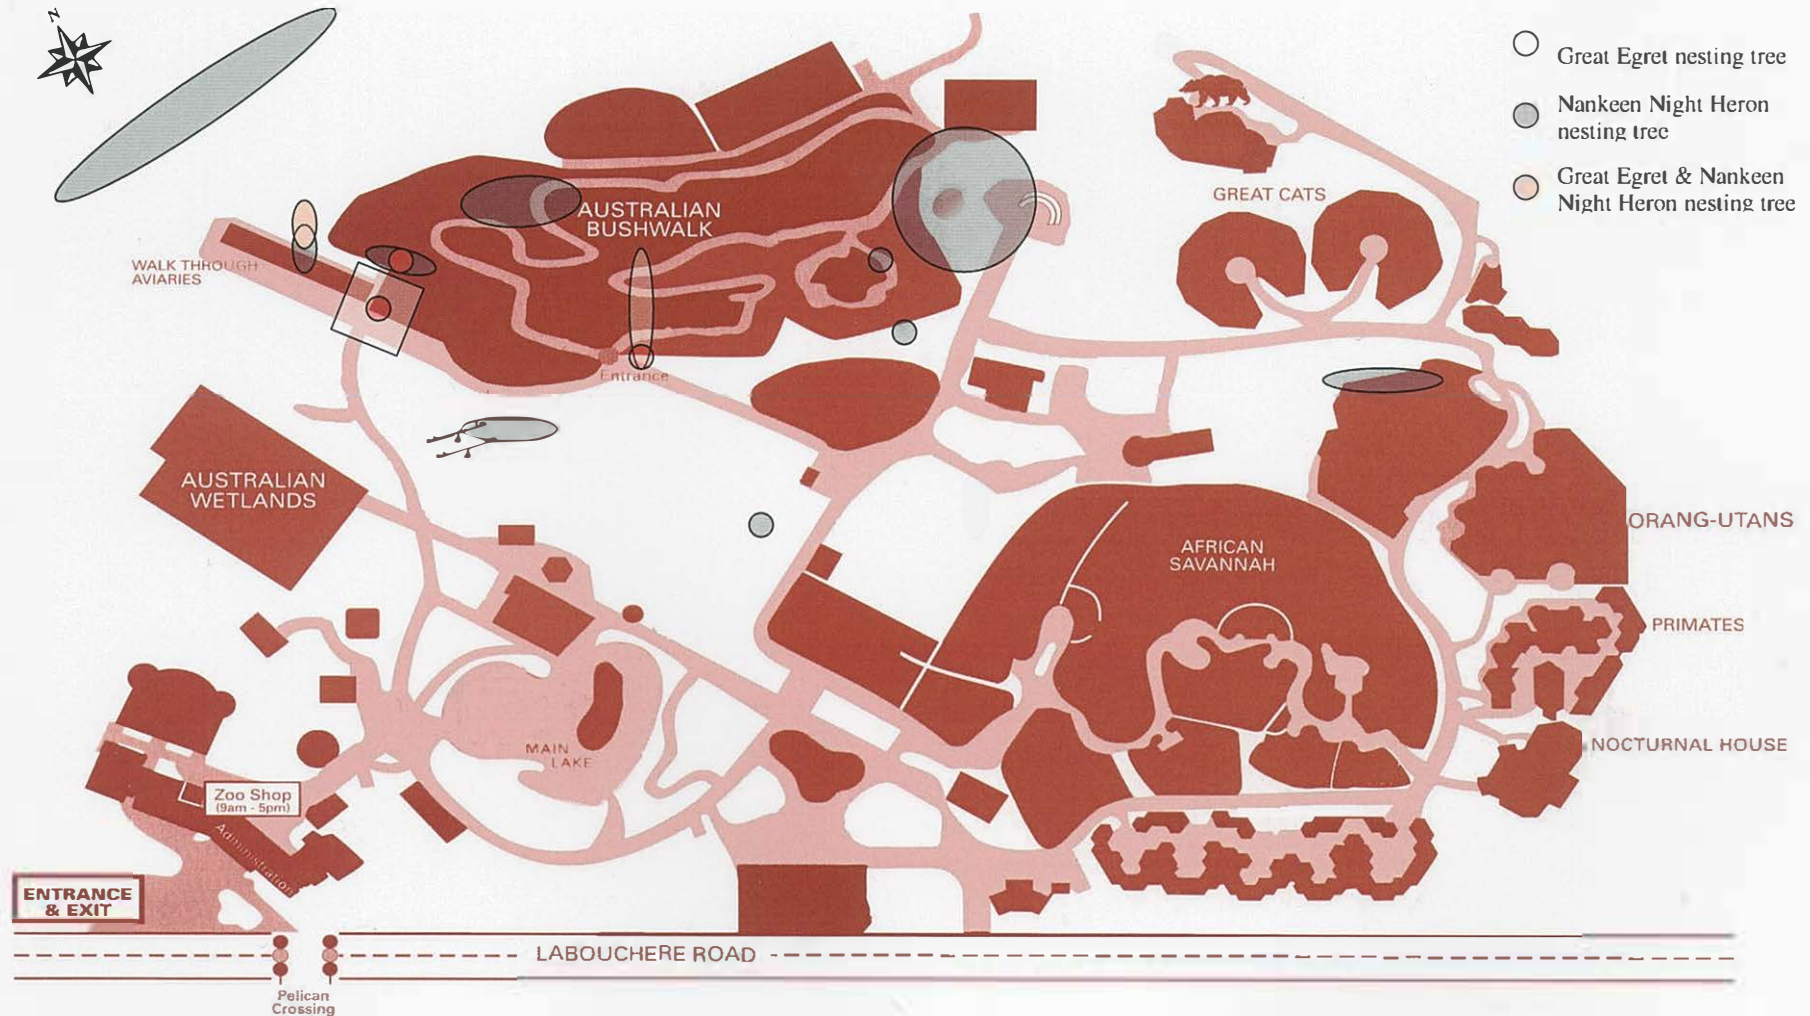 N
Great Egret nesting tree
Nankeen Night Heron
nesting tree
Great Egret & Nankeen
Night Heron nesting tree
GREAT CATS
AUSTRALIAN
BUSHWALK
WALK THROUGH
AVIARIES
Entrance
AUSTRALIAN
WETLANDS
ORANG-UTANS
AFRICAN
SAVANNAH
PRIMATES
NOCTURNAL HOUSE
MAIN
LAKE
Zoo Shop
(9am - 5pm)
Administration
ENTRANCE
& EXIT
LABOUCHERE ROAD
Pelican
Crossing